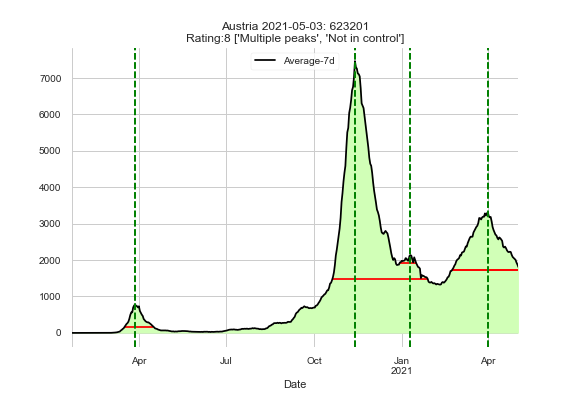 Austria 2021-05-03: 623201
Rating:8 ['Multiple peaks', 'Not in control']
Average-7d
7000
6000
5000
4000
3000
2000
1000
0
Apr
Jul
Oct
Jan
2021
Apr
Date